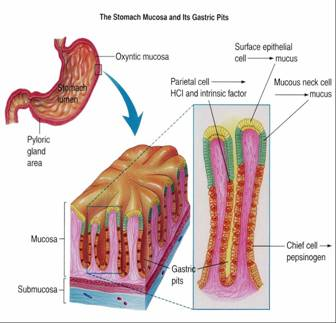 The Stomach Mucosa and Its Gastric Pits
Oxyntic mucosa
Surface epithelial
cell mucus
Parietal cell
HCl and intrinsic factor
Mucous neck cell
mucus
Stomach
lumen
Pyloric
gland
area
Mucosa
Submucosa
Gastric
pits
Chief cell
pepsinogen